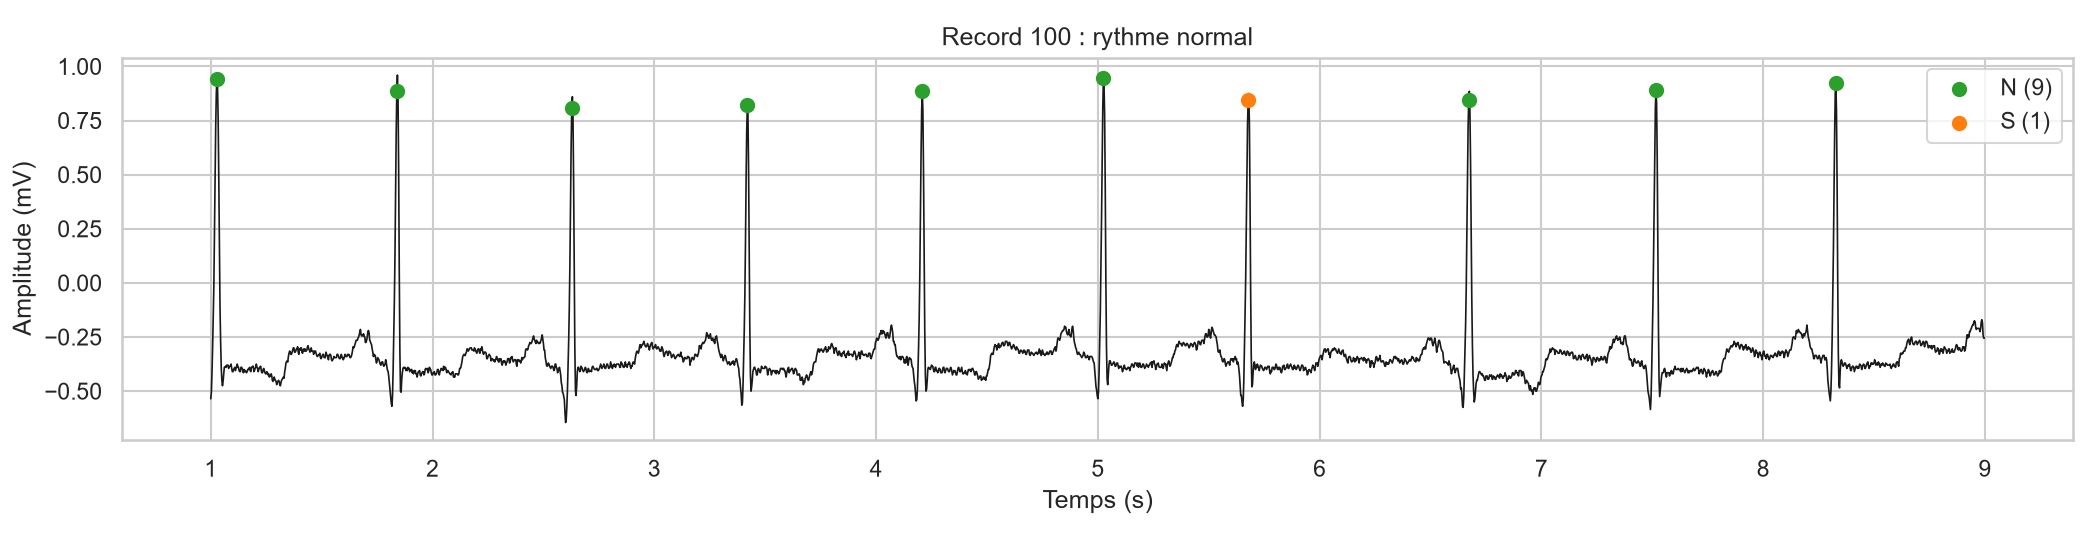 Record 100 : rythme normal
Amplitude (mV)
1.00
0.75
0.50
0.25
0.00
−0.25
−0.50
N (9)
S (1)
1 2 3 4 5 6 7 8 9
Temps (s)